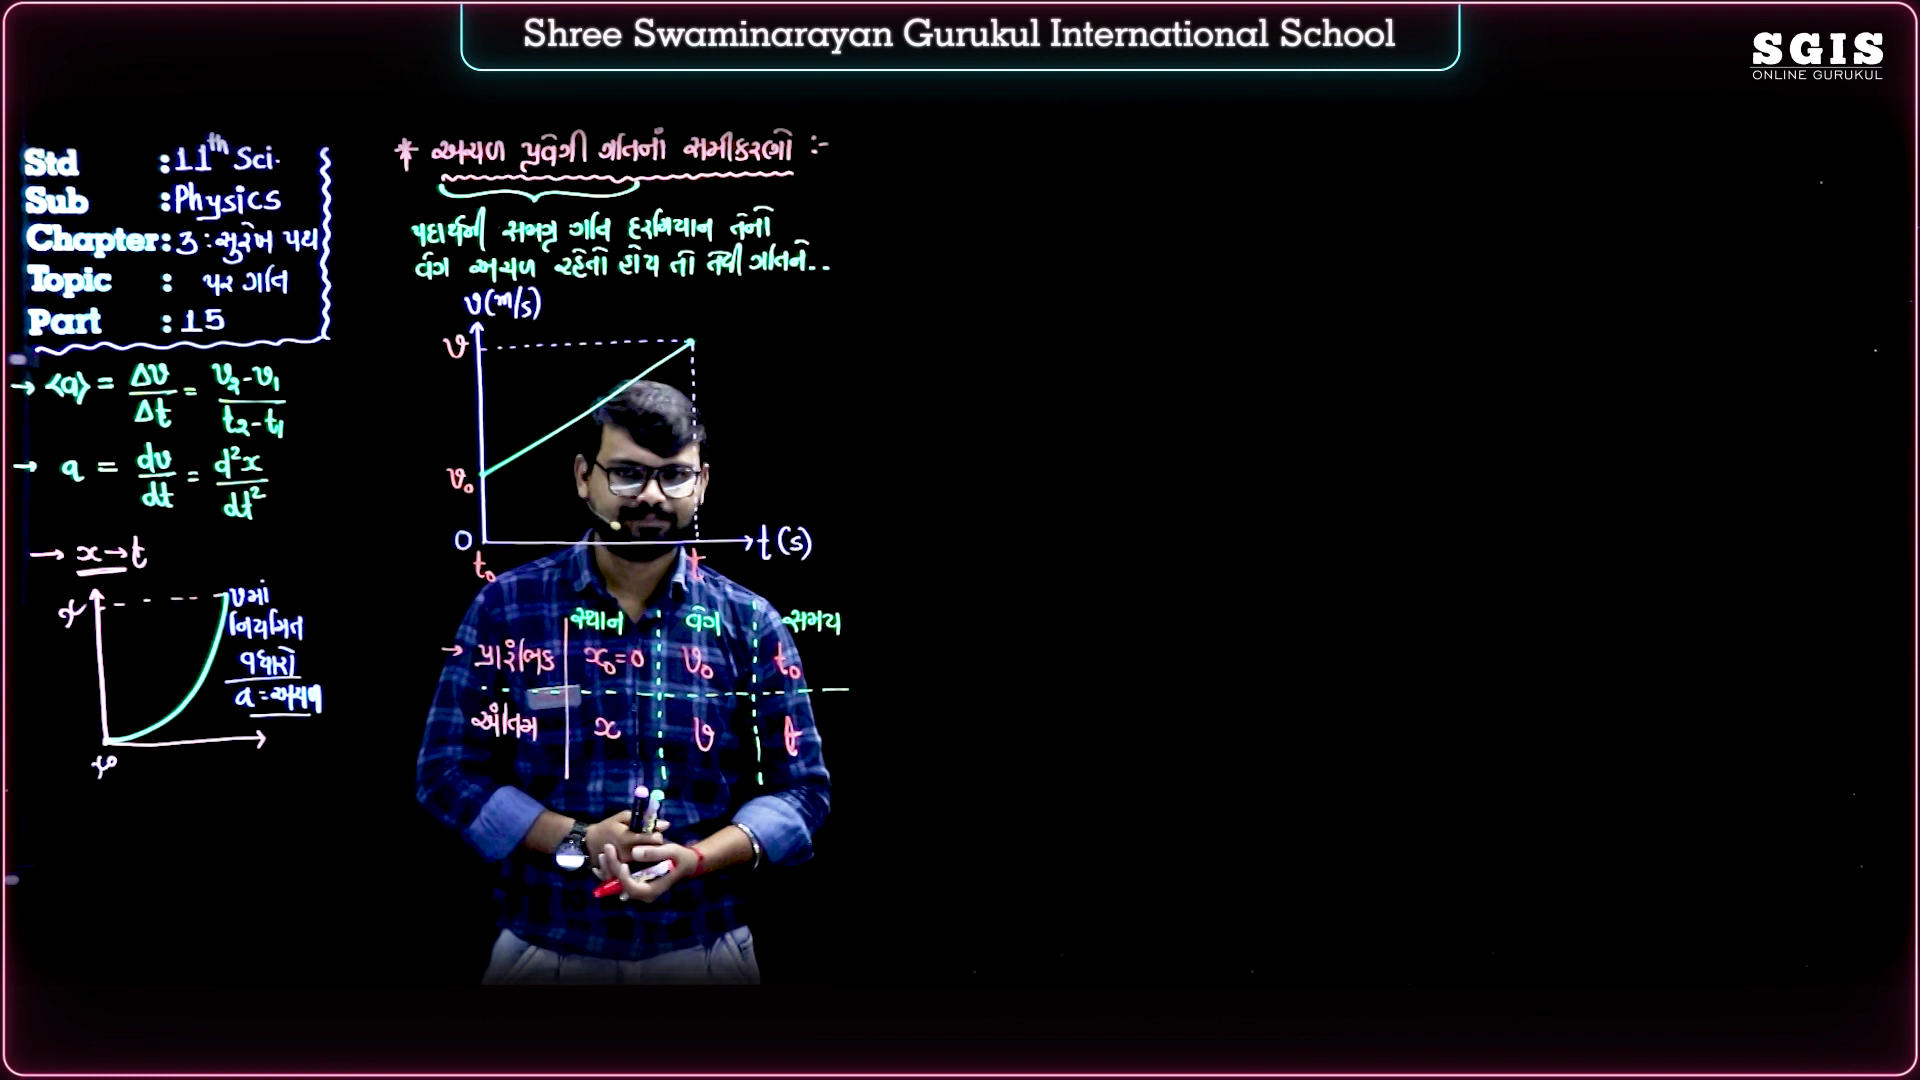 Shree Swaminarayan Gurukul International School
SGIS
ONLINE GURUKUL
Std : 11th Sci.
Sub : Physics
Chapter : 3 : સુરેખ પથ
Topic : પર ગતિ
Part : 15
→ <a> = Δv/Δt = (v₂-v₁)/(t₂-t₁)
→ a = dv/dt = d²x/dt²
→ x→t
x
vમાં
નિયમિત
વધારો
a = અચળ
* અચળ પ્રવેગી ગતિનાં સમીકરણો :-
પદાર્થની સમગ્ર ગતિ દરમિયાન તેનો
વેગ અચળ રહેતો હોય તો તેવી ગતિને..
v(m/s)
v
v₀
0
t(s)
t₀ t
સ્થાન વેગ સમય
→ પ્રારંભિક x₀=0 v₀ t₀
અંતિમ x v t